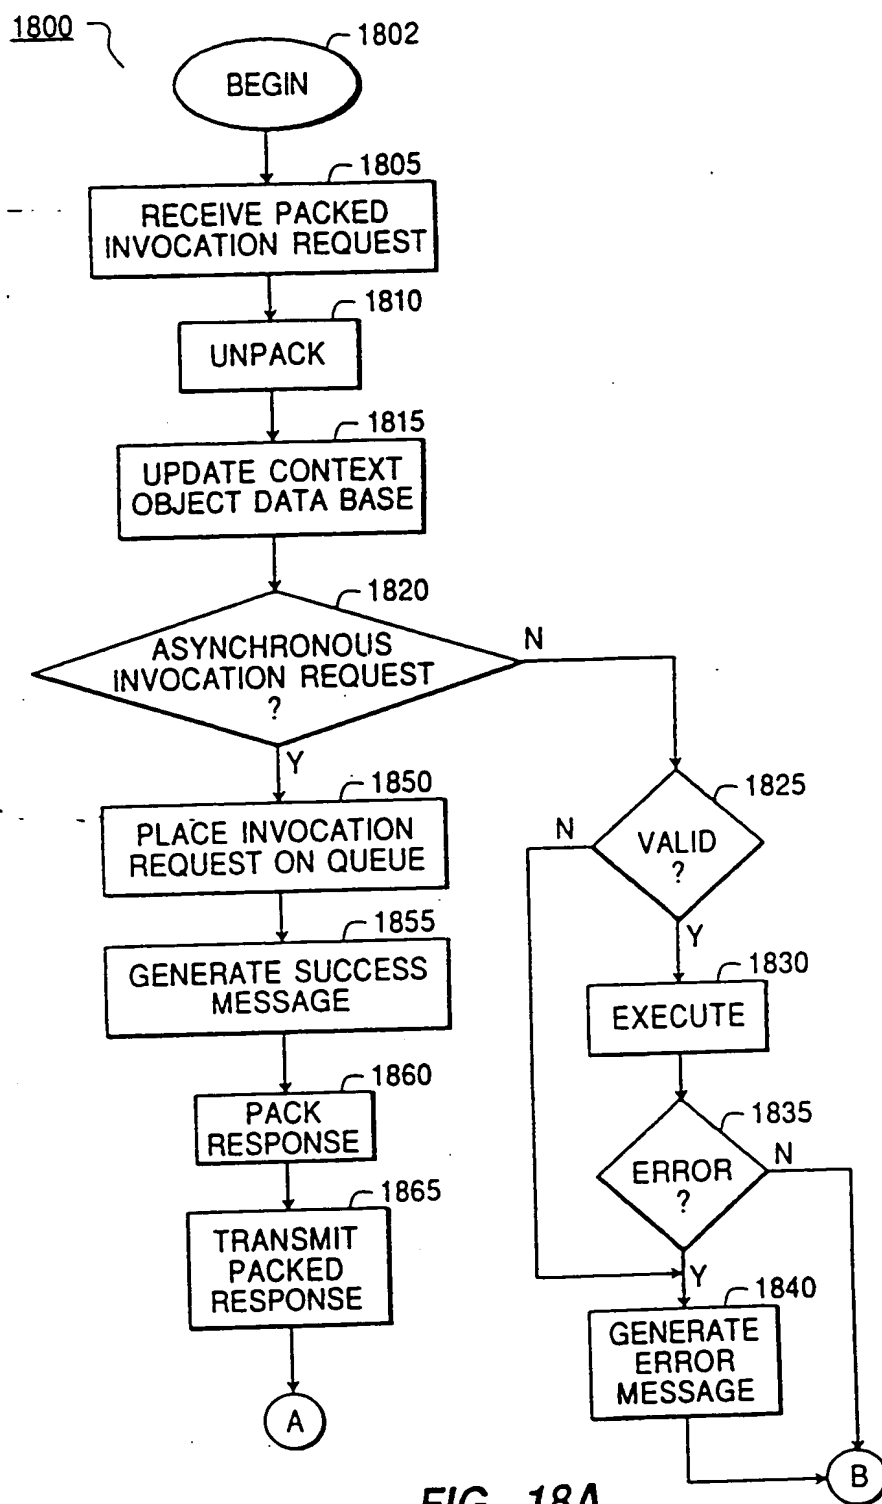 1800
1802
BEGIN
1805
RECEIVE PACKED
INVOCATION REQUEST
1810
UNPACK
1815
UPDATE CONTEXT
OBJECT DATA BASE
1820
ASYNCHRONOUS
INVOCATION REQUEST
?
N
Y
1850
PLACE INVOCATION
REQUEST ON QUEUE
1855
GENERATE SUCCESS
MESSAGE
1860
PACK
RESPONSE
1865
TRANSMIT
PACKED
RESPONSE
A
1825
VALID
?
N
Y
1830
EXECUTE
1835
ERROR
?
N
Y
1840
GENERATE
ERROR
MESSAGE
B
FIG. 18A